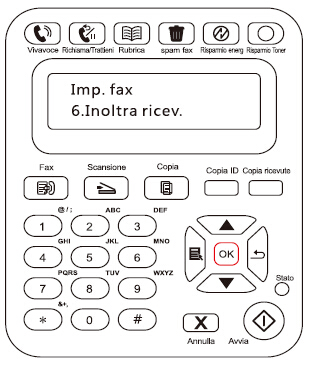 Vivavoce Richiama/Trattieni Rubrica spam fax Risparmio energ Risparmio Toner
Imp. fax
6.Inoltra ricev.
Fax Scansione Copia Copia ID Copia ricevute
@/; ABC DEF
1 2 3
GHI JKL MNO
4 5 6
OK
PQRS TUV WXYZ
7 8 9
Stato
&+,
* 0 #
X
Annulla Avvia